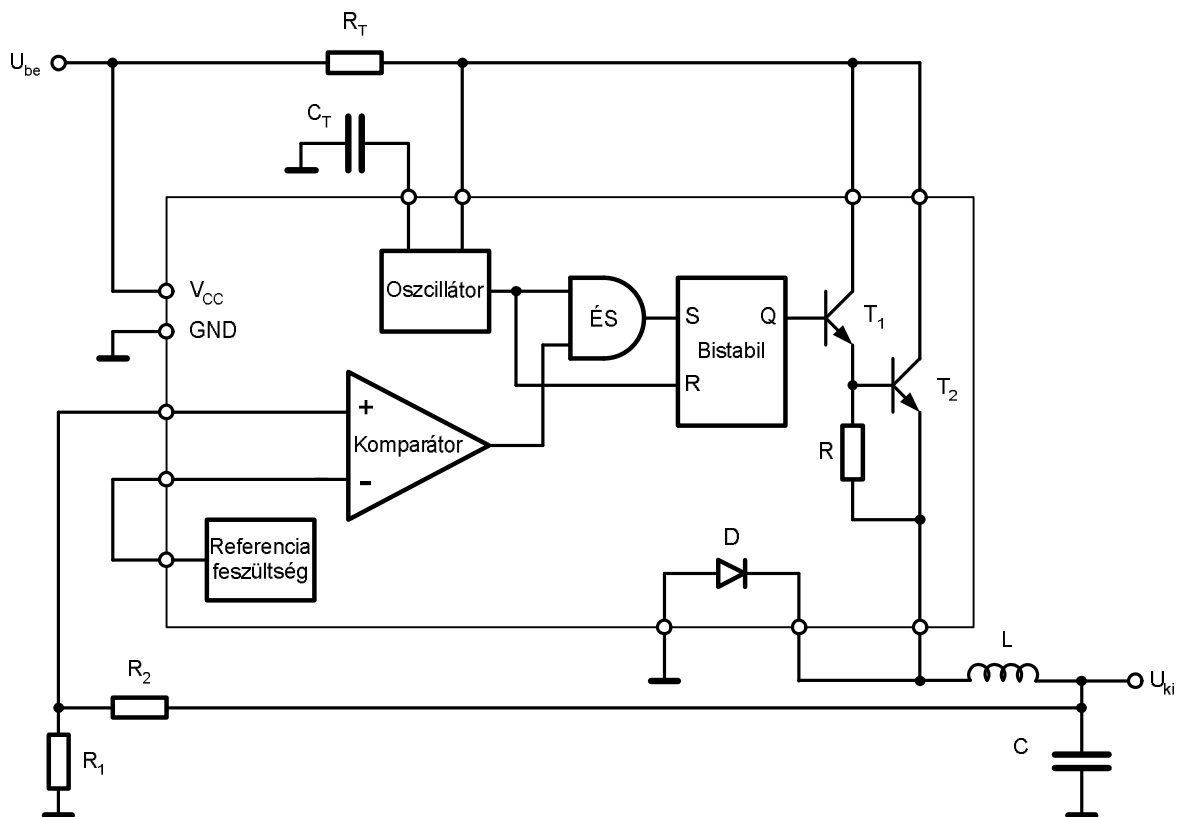 R_T
U_be
C_T
V_CC
GND
Oszcillátor
ÉS
S
Q
T_1
Bistabil
R
T_2
+
Komparátor
-
R
Referencia
feszültség
D
L
R_2
U_ki
R_1
C